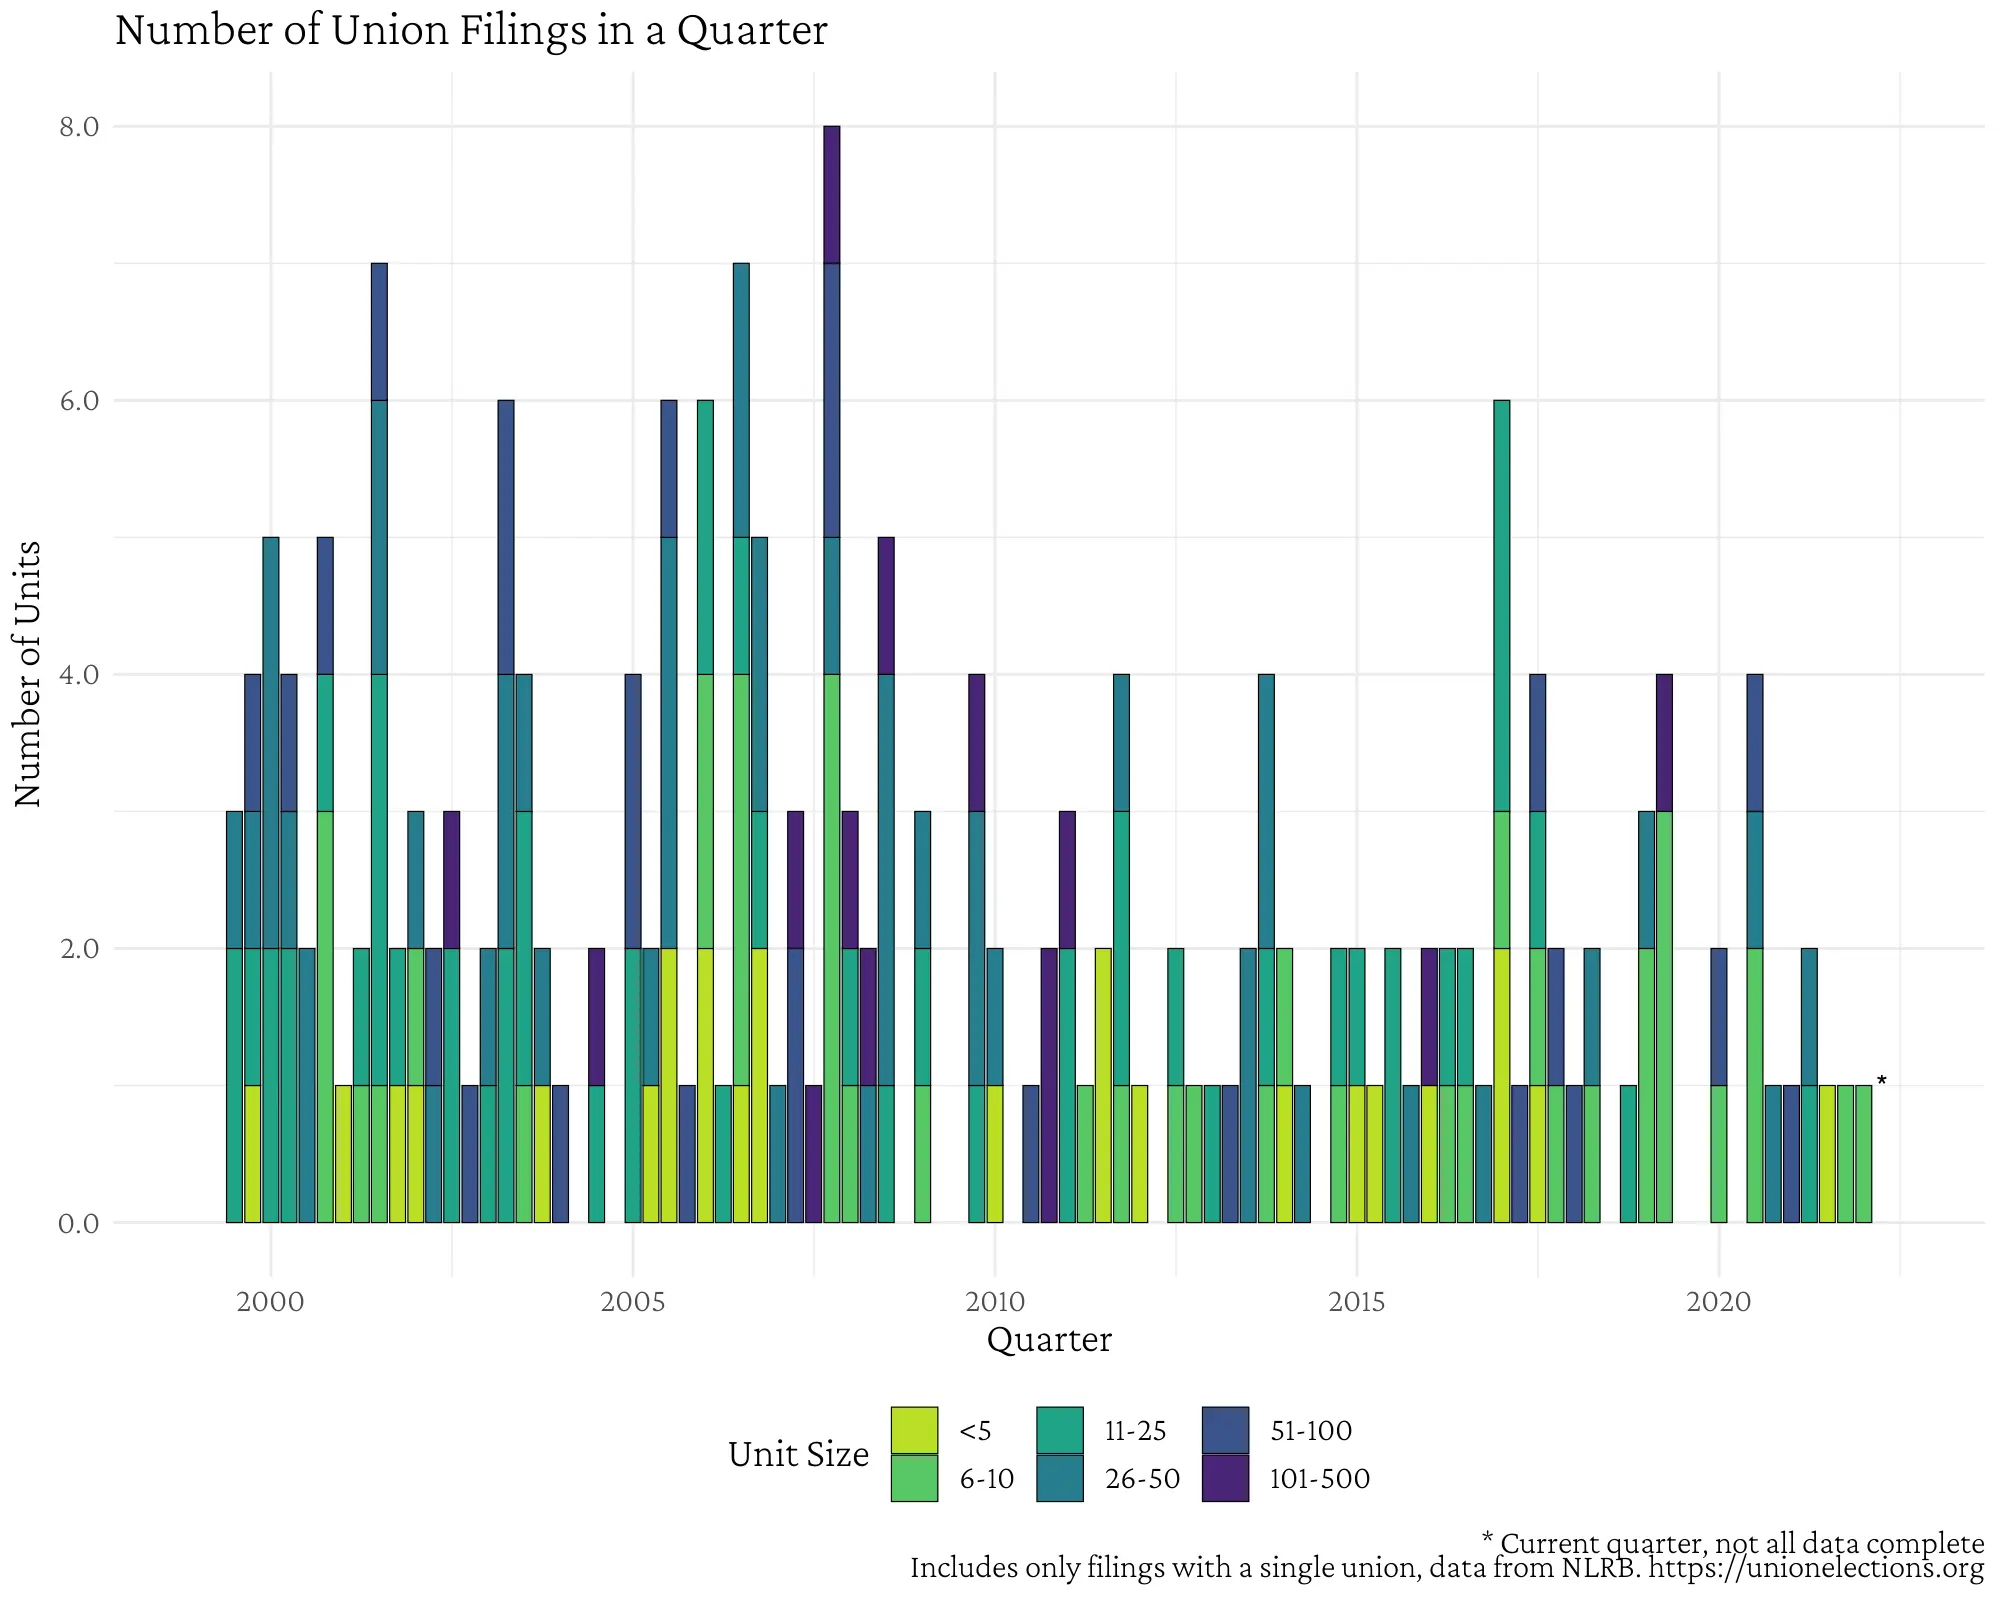 Number of Union Filings in a Quarter
8.0
6.0
4.0
2.0
0.0
Number of Units
*
2000 2005 2010 2015 2020
Quarter
Unit Size
<5 11-25 51-100
6-10 26-50 101-500
* Current quarter, not all data complete
Includes only filings with a single union, data from NLRB. https://unionelections.org